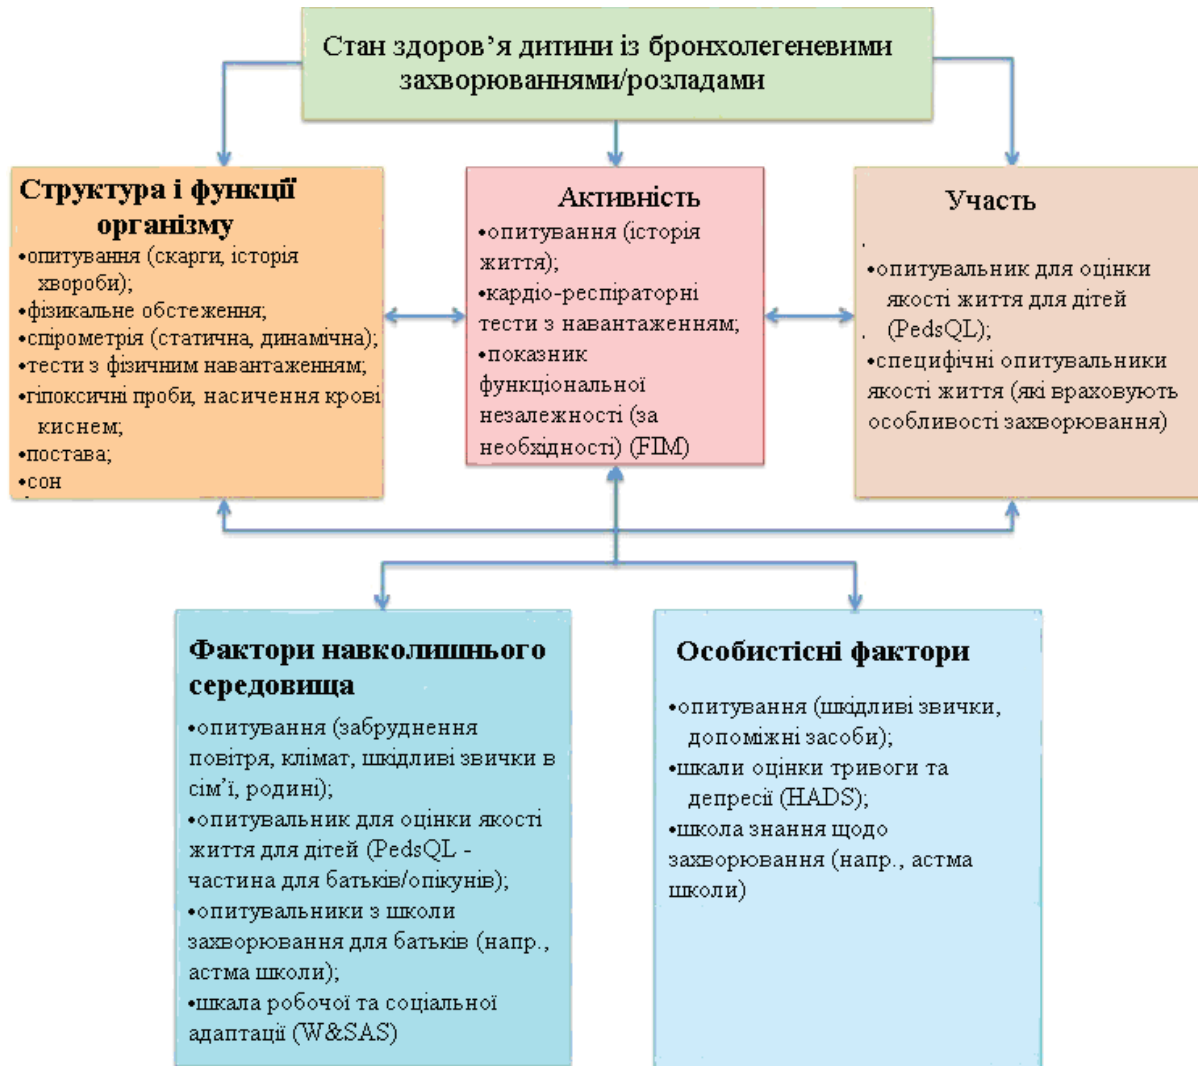 Стан здоров’я дитини із бронхолегеневими
захворюваннями/розладами
Структура і функції
організму
•опитування (скарги, історія
хвороби);
•фізикальне обстеження;
•спірометрія (статична, динамічна);
•тести з фізичним навантаженням;
•гіпоксичні проби, насичення крові
киснем;
•постава;
•сон
Активність
•опитування (історія
життя);
•кардіо-респіраторні
тести з навантаженням;
•показник
функціональної
незалежності (за
необхідності) (FIM)
Участь
•опитувальник для оцінки
якості життя для дітей
(PedsQL);
•специфічні опитувальники
якості життя (які враховують
особливості захворювання)
Фактори навколишнього
середовища
•опитування (забруднення
повітря, клімат, шкідливі звички в
сім’ї, родині);
•опитувальник для оцінки якості
життя для дітей (PedsQL -
частина для батьків/опікунів);
•опитувальники з школи
захворювання для батьків (напр.,
астма школи);
•шкала робочої та соціальної
адаптації (W&SAS)
Особистісні фактори
•опитування (шкідливі звички,
допоміжні засоби);
•шкали оцінки тривоги та
депресії (HADS);
•школа знання щодо
захворювання (напр., астма
школи)